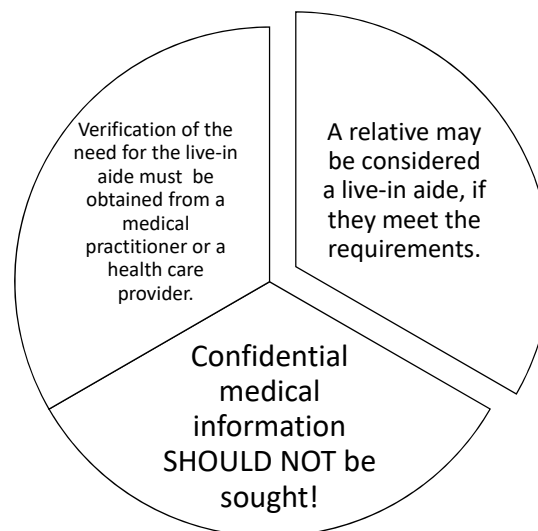 Verification of the
need for the live-in
aide must be
obtained from a
medical
practitioner or a
health care
provider.
A relative may
be considered
a live-in aide, if
they meet the
requirements.
Confidential
medical
information
SHOULD NOT be
sought!